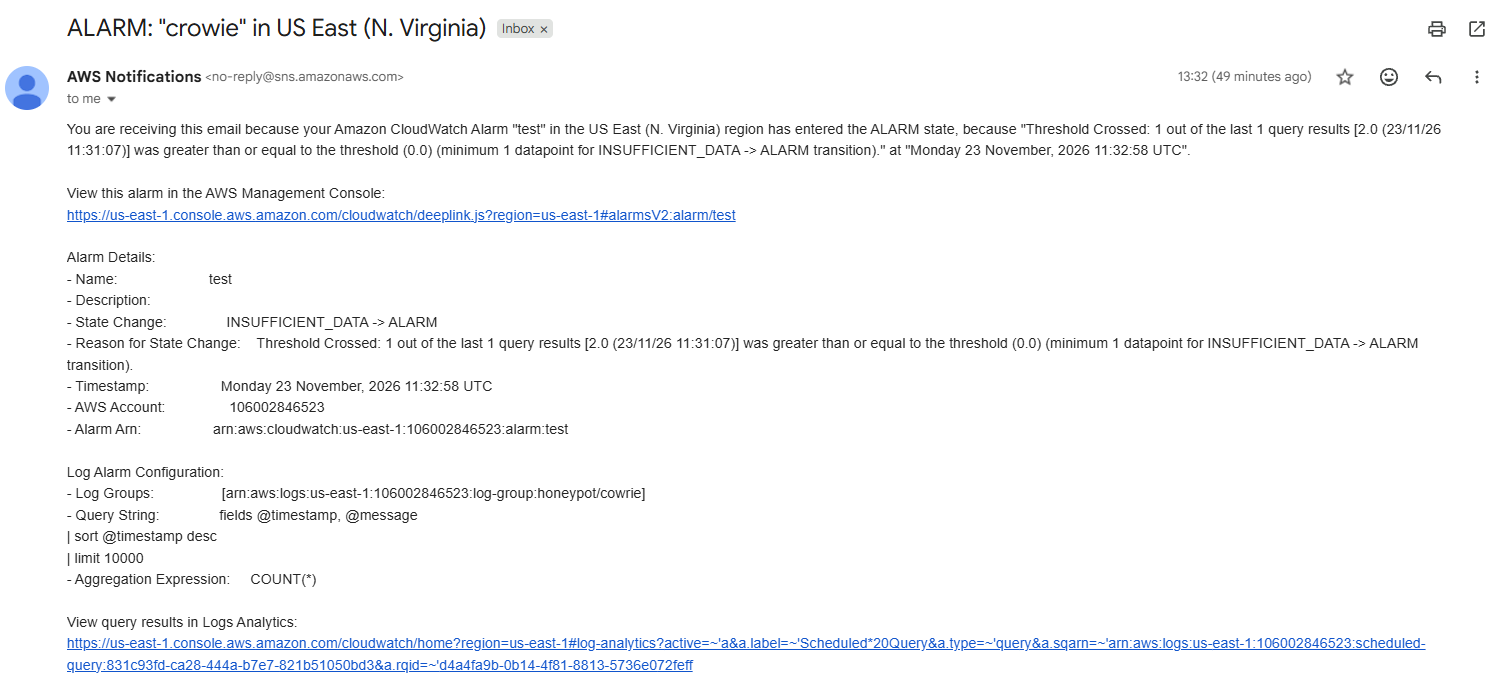 ALARM: "crowie" in US East (N. Virginia) Inbox ×
AWS Notifications <no-reply@sns.amazonaws.com> 13:32 (49 minutes ago)
to me
You are receiving this email because your Amazon CloudWatch Alarm "test" in the US East (N. Virginia) region has entered the ALARM state, because "Threshold Crossed: 1 out of the last 1 query results [2.0 (23/11/26
11:31:07)] was greater than or equal to the threshold (0.0) (minimum 1 datapoint for INSUFFICIENT_DATA -> ALARM transition)." at "Monday 23 November, 2026 11:32:58 UTC".
View this alarm in the AWS Management Console:
https://us-east-1.console.aws.amazon.com/cloudwatch/deeplink.js?region=us-east-1#alarmsV2:alarm/test
Alarm Details:
- Name: test
- Description:
- State Change: INSUFFICIENT_DATA -> ALARM
- Reason for State Change: Threshold Crossed: 1 out of the last 1 query results [2.0 (23/11/26 11:31:07)] was greater than or equal to the threshold (0.0) (minimum 1 datapoint for INSUFFICIENT_DATA -> ALARM
transition).
- Timestamp: Monday 23 November, 2026 11:32:58 UTC
- AWS Account: 106002846523
- Alarm Arn: arn:aws:cloudwatch:us-east-1:106002846523:alarm:test
Log Alarm Configuration:
- Log Groups: [arn:aws:logs:us-east-1:106002846523:log-group:honeypot/cowrie]
- Query String: fields @timestamp, @message
| sort @timestamp desc
| limit 10000
- Aggregation Expression: COUNT(*)
View query results in Logs Analytics:
https://us-east-1.console.aws.amazon.com/cloudwatch/home?region=us-east-1#log-analytics?active=~'a&a.label=~'Scheduled*20Query&a.type=~'query&a.sqarn=~'arn:aws:logs:us-east-1:106002846523:scheduled-
query:831c93fd-ca28-444a-b7e7-821b51050bd3&a.rqid=~'d4a4fa9b-0b14-4f81-8813-5736e072feff